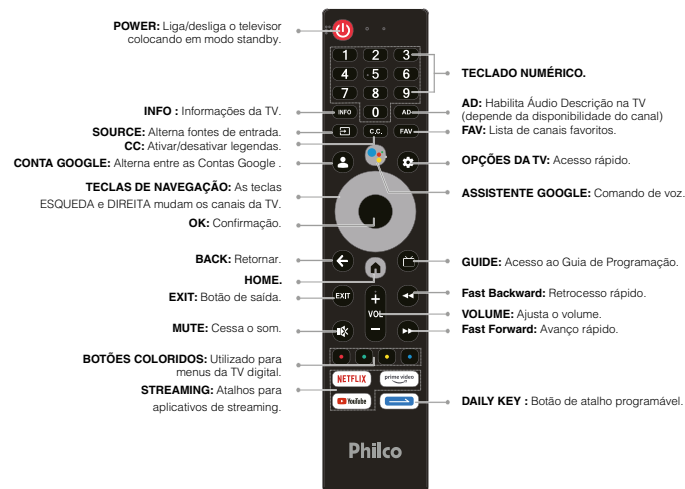 POWER: Liga/desliga o televisor
colocando em modo standby.
INFO : Informações da TV.
SOURCE: Alterna fontes de entrada.
CC: Ativar/desativar legendas.
CONTA GOOGLE: Alterna entre as Contas Google .
TECLAS DE NAVEGAÇÃO: As teclas
ESQUEDA e DIREITA mudam os canais da TV.
OK: Confirmação.
BACK: Retornar.
HOME.
EXIT: Botão de saída.
MUTE: Cessa o som.
BOTÕES COLORIDOS: Utilizado para
menus da TV digital.
STREAMING: Atalhos para
aplicativos de streaming.
1 2 3
4 5 6
7 8 9
INFO 0 AD
C.C. FAV
EXIT
+
VOL
−
NETFLIX prime video
YouTube
Philco
TECLADO NUMÉRICO.
AD: Habilita Áudio Descrição na TV
(depende da disponibilidade do canal)
FAV: Lista de canais favoritos.
OPÇÕES DA TV: Acesso rápido.
ASSISTENTE GOOGLE: Comando de voz.
GUIDE: Acesso ao Guia de Programação.
Fast Backward: Retrocesso rápido.
VOLUME: Ajusta o volume.
Fast Forward: Avanço rápido.
DAILY KEY : Botão de atalho programável.